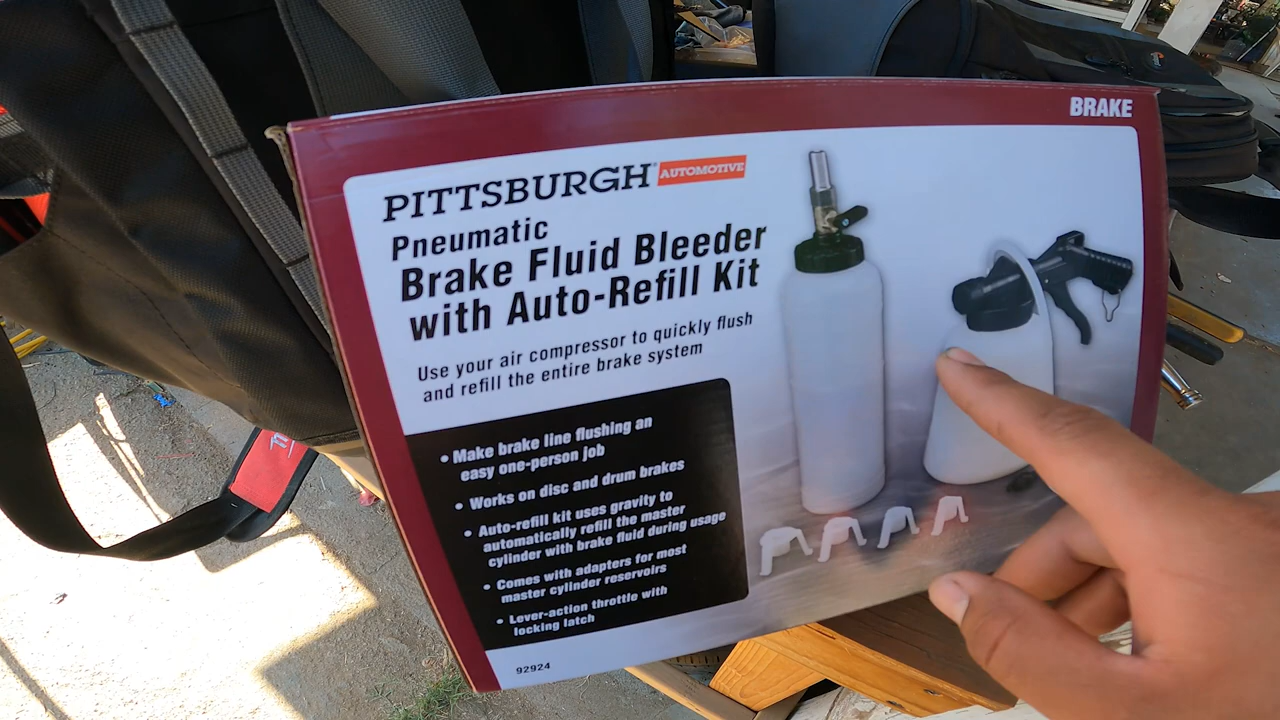 BRAKE
PITTSBURGH® AUTOMOTIVE
Pneumatic
Brake Fluid Bleeder
with Auto-Refill Kit
Use your air compressor to quickly flush
and refill the entire brake system
• Make brake line flushing an
easy one-person job
• Works on disc and drum brakes
• Auto-refill kit uses gravity to
automatically refill the master
cylinder with brake fluid during usage
• Comes with adapters for most
master cylinder reservoirs
• Lever-action throttle with
locking latch
92924